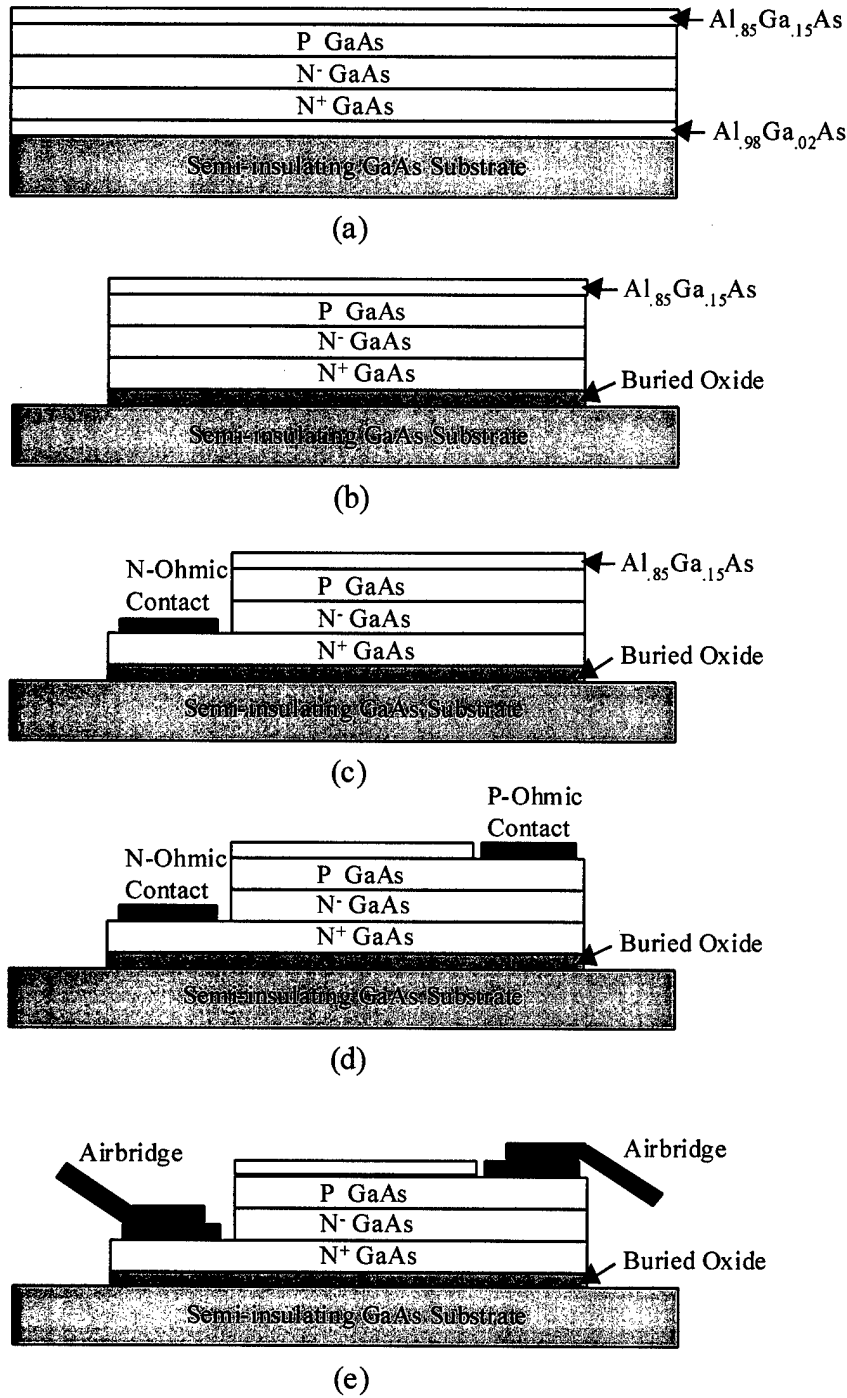 Al.85Ga.15As
P GaAs
N- GaAs
N+ GaAs
Al.98Ga.02As
Semi-insulating GaAs Substrate
(a)
Al.85Ga.15As
P GaAs
N- GaAs
N+ GaAs
Buried Oxide
Semi-insulating GaAs Substrate
(b)
N-Ohmic
Contact
Al.85Ga.15As
P GaAs
N- GaAs
N+ GaAs
Buried Oxide
Semi-insulating GaAs Substrate
(c)
P-Ohmic
Contact
N-Ohmic
Contact
P GaAs
N- GaAs
N+ GaAs
Buried Oxide
Semi-insulating GaAs Substrate
(d)
Airbridge
Airbridge
P GaAs
N- GaAs
N+ GaAs
Buried Oxide
Semi-insulating GaAs Substrate
(e)